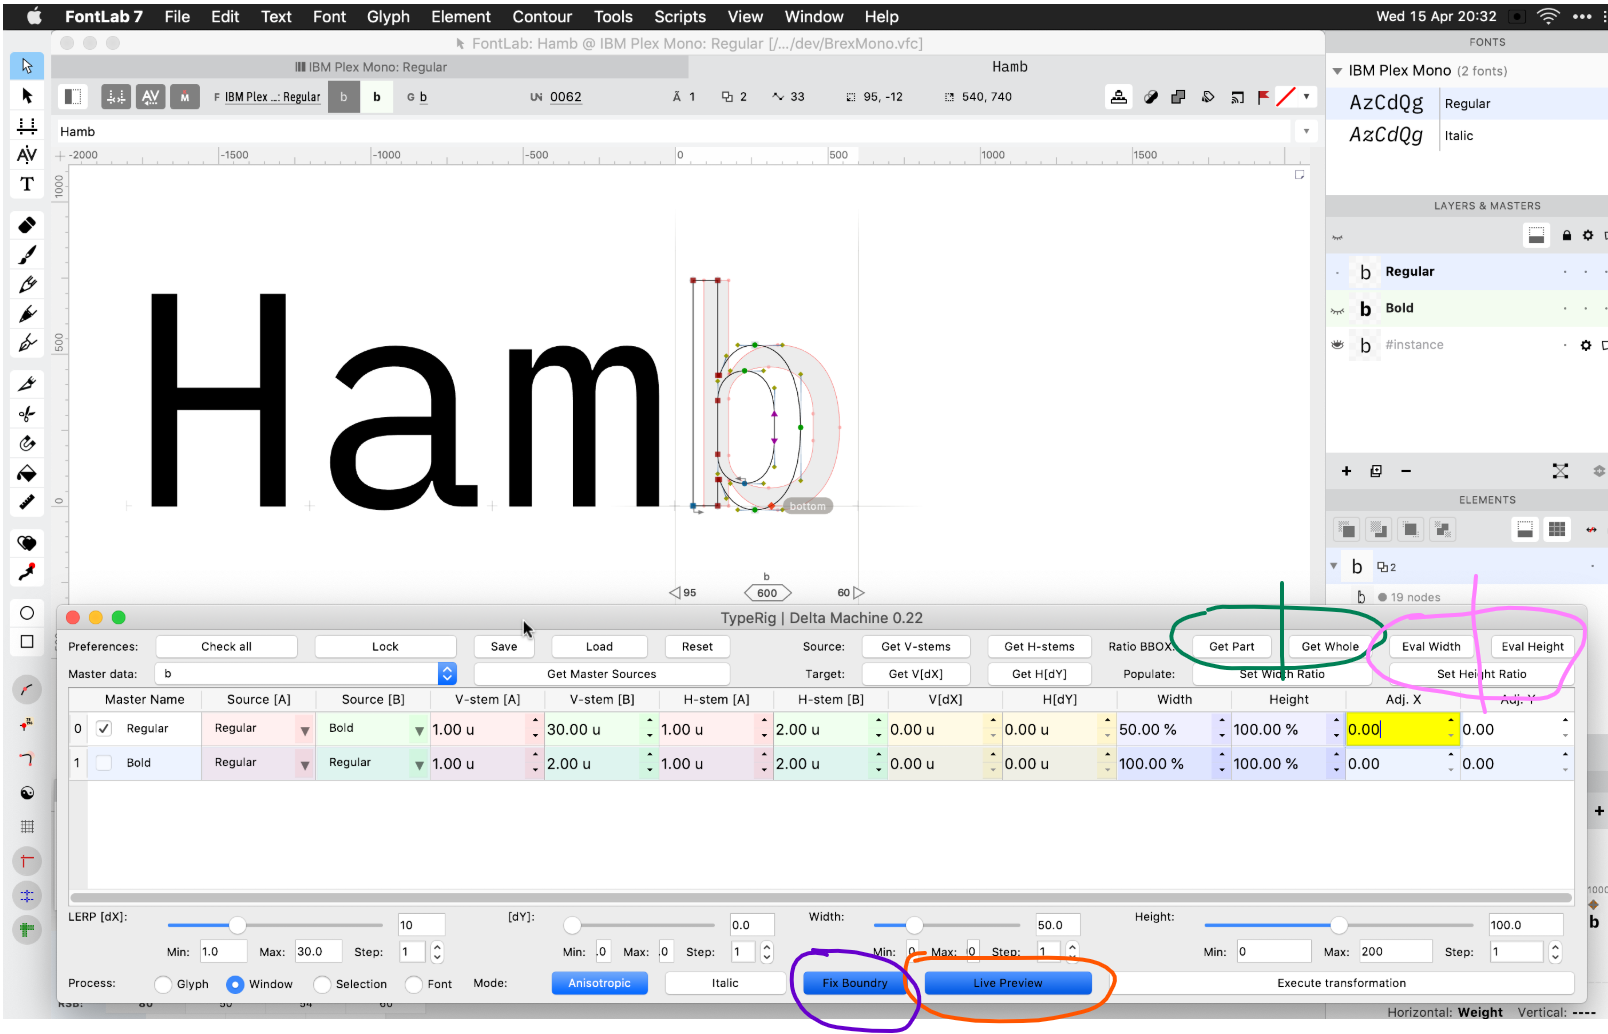 FontLab 7 File Edit Text Font Glyph Element Contour Tools Scripts View Window Help Wed 15 Apr 20:32
FontLab: Hamb @ IBM Plex Mono: Regular [/.../dev/BrexMono.vfc]
IBM Plex Mono: Regular Hamb
F IBM Plex ...: Regular b b G b UN 0062 Ä 1 2 33 95, -12 540, 740
Hamb
-2000 -1500 -1000 -500 0 500 1000 1500
1000
500
0
Hamb
bottom
b
95 600 60
FONTS
IBM Plex Mono (2 fonts)
AzCdQg Regular
AzCdQg Italic
LAYERS & MASTERS
b Regular
b Bold
b #instance
ELEMENTS
b 2
b 19 nodes
TypeRig | Delta Machine 0.22
Preferences: Check all Lock Save Load Reset Source: Get V-stems Get H-stems Ratio BBOX: Get Part Get Whole Eval Width Eval Height
Master data: b Get Master Sources Target: Get V[dX] Get H[dY] Populate: Set Width Ratio Set Height Ratio
Master Name Source [A] Source [B] V-stem [A] V-stem [B] H-stem [A] H-stem [B] V[dX] H[dY] Width Height Adj. X Adj. Y
0 Regular Regular Bold 1.00 u 30.00 u 1.00 u 2.00 u 0.00 u 0.00 u 50.00 % 100.00 % 0.00 0.00
1 Bold Regular Regular 1.00 u 2.00 u 1.00 u 2.00 u 0.00 u 0.00 u 100.00 % 100.00 % 0.00 0.00
LERP [dX]: 10 [dY]: 0.0 Width: 50.0 Height: 100.0
Min: 1.0 Max: 30.0 Step: 1 Min: .0 Max: .0 Step: 1 Min: 0 Max: 0 Step: 1 Min: 0 Max: 200 Step: 1
Process: Glyph Window Selection Font Mode: Anisotropic Italic Fix Boundry Live Preview Execute transformation
RSB: 80 50 54 60
1000
b
Horizontal: Weight Vertical: ----